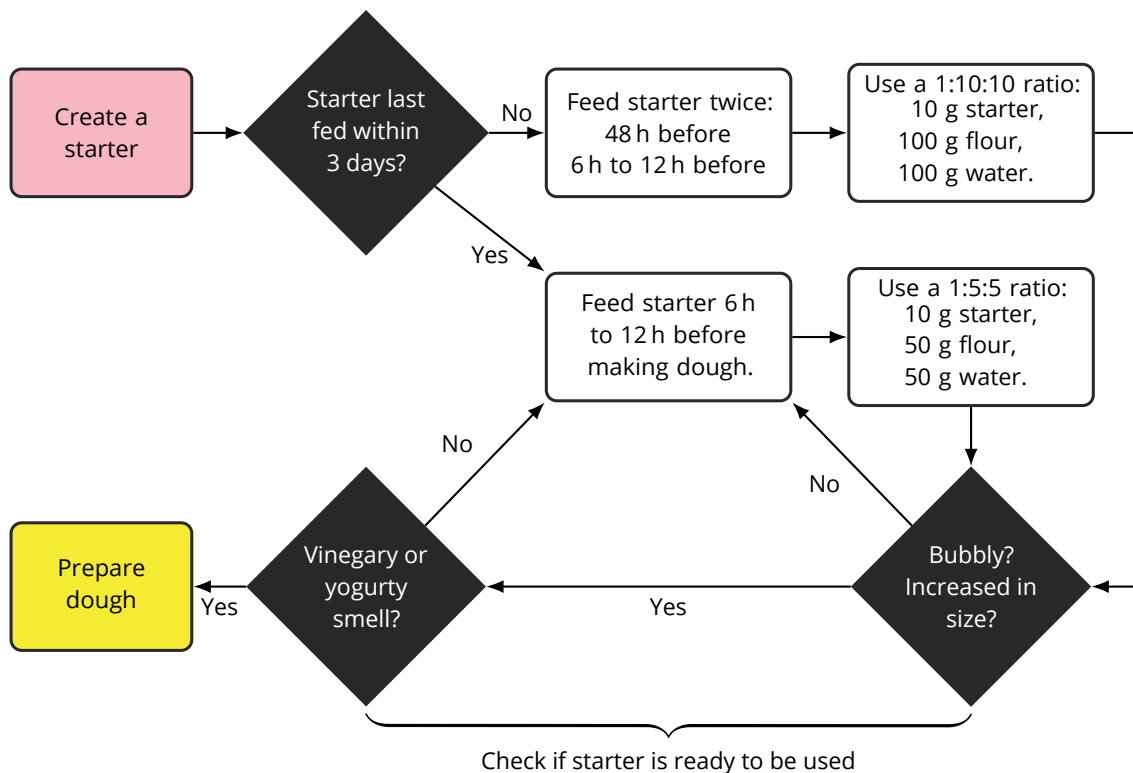 Create a
starter
Starter last
fed within
3 days?
No
Feed starter twice:
48 h before
6 h to 12 h before
Use a 1:10:10 ratio:
10 g starter,
100 g flour,
100 g water.
Yes
Feed starter 6 h
to 12 h before
making dough.
Use a 1:5:5 ratio:
10 g starter,
50 g flour,
50 g water.
No
No
Prepare
dough
Yes
Vinegary or
yogurty
smell?
Yes
Bubbly?
Increased in
size?
Check if starter is ready to be used